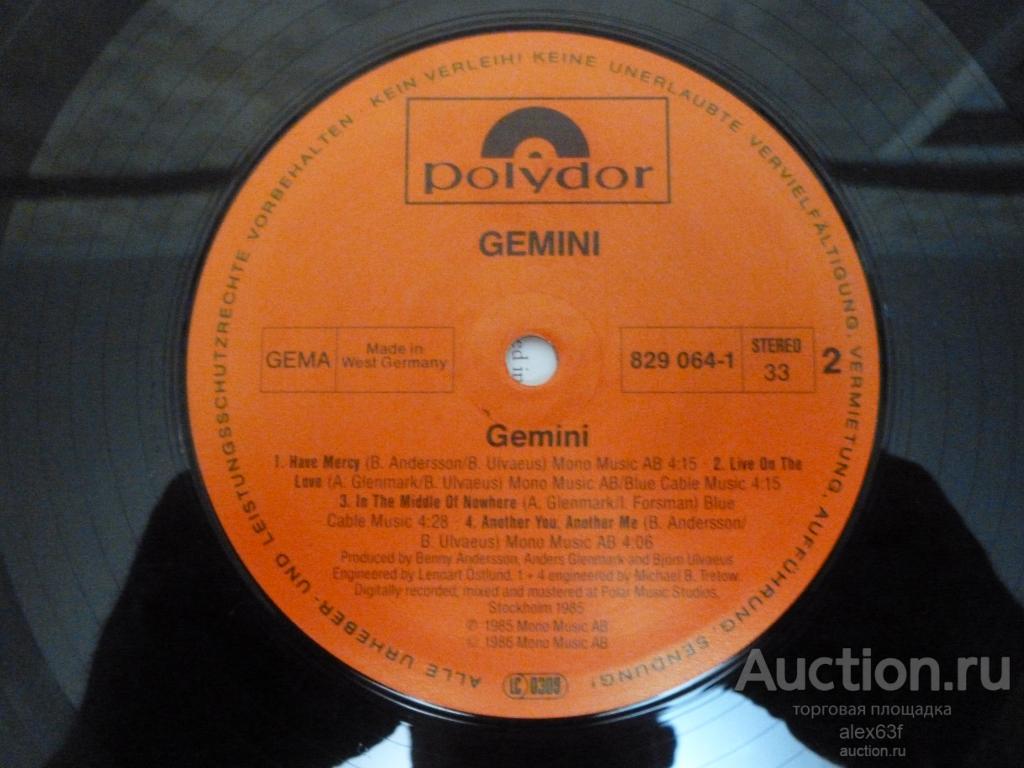 ALLE URHEBER- UND LEISTUNGSSCHUTZRECHTE VORBEHALTEN · KEIN VERLEIH! KEINE UNERLAUBTE VERVIELFÄLTIGUNG, VERMIETUNG, AUFFÜHRUNG, SENDUNG!
polydor
GEMINI
GEMA
Made in
West Germany
ed in
829 064-1
STEREO
33
2
Gemini
1. Have Mercy (B. Andersson/B. Ulvaeus) Mono Music AB 4:15 · 2. Live On The
Love (A. Glenmark/B. Ulvaeus) Mono Music AB/Blue Cable Music 4:15
3. In The Middle Of Nowhere (A. Glenmark/I. Forsman) Blue
Cable Music 4:28 · 4. Another You, Another Me (B. Andersson/
B. Ulvaeus) Mono Music AB 4:06
Produced by Benny Andersson, Anders Glenmark and Björn Ulvaeus
Engineered by Lennart Östlund. 1 + 4 engineered by Michael B. Tretow.
Digitally recorded, mixed and mastered at Polar Music Studios,
Stockholm 1985
℗ 1985 Mono Music AB
© 1986 Mono Music AB
LC 0309
Auction.ru
торговая площадка
alex63f
auction.ru